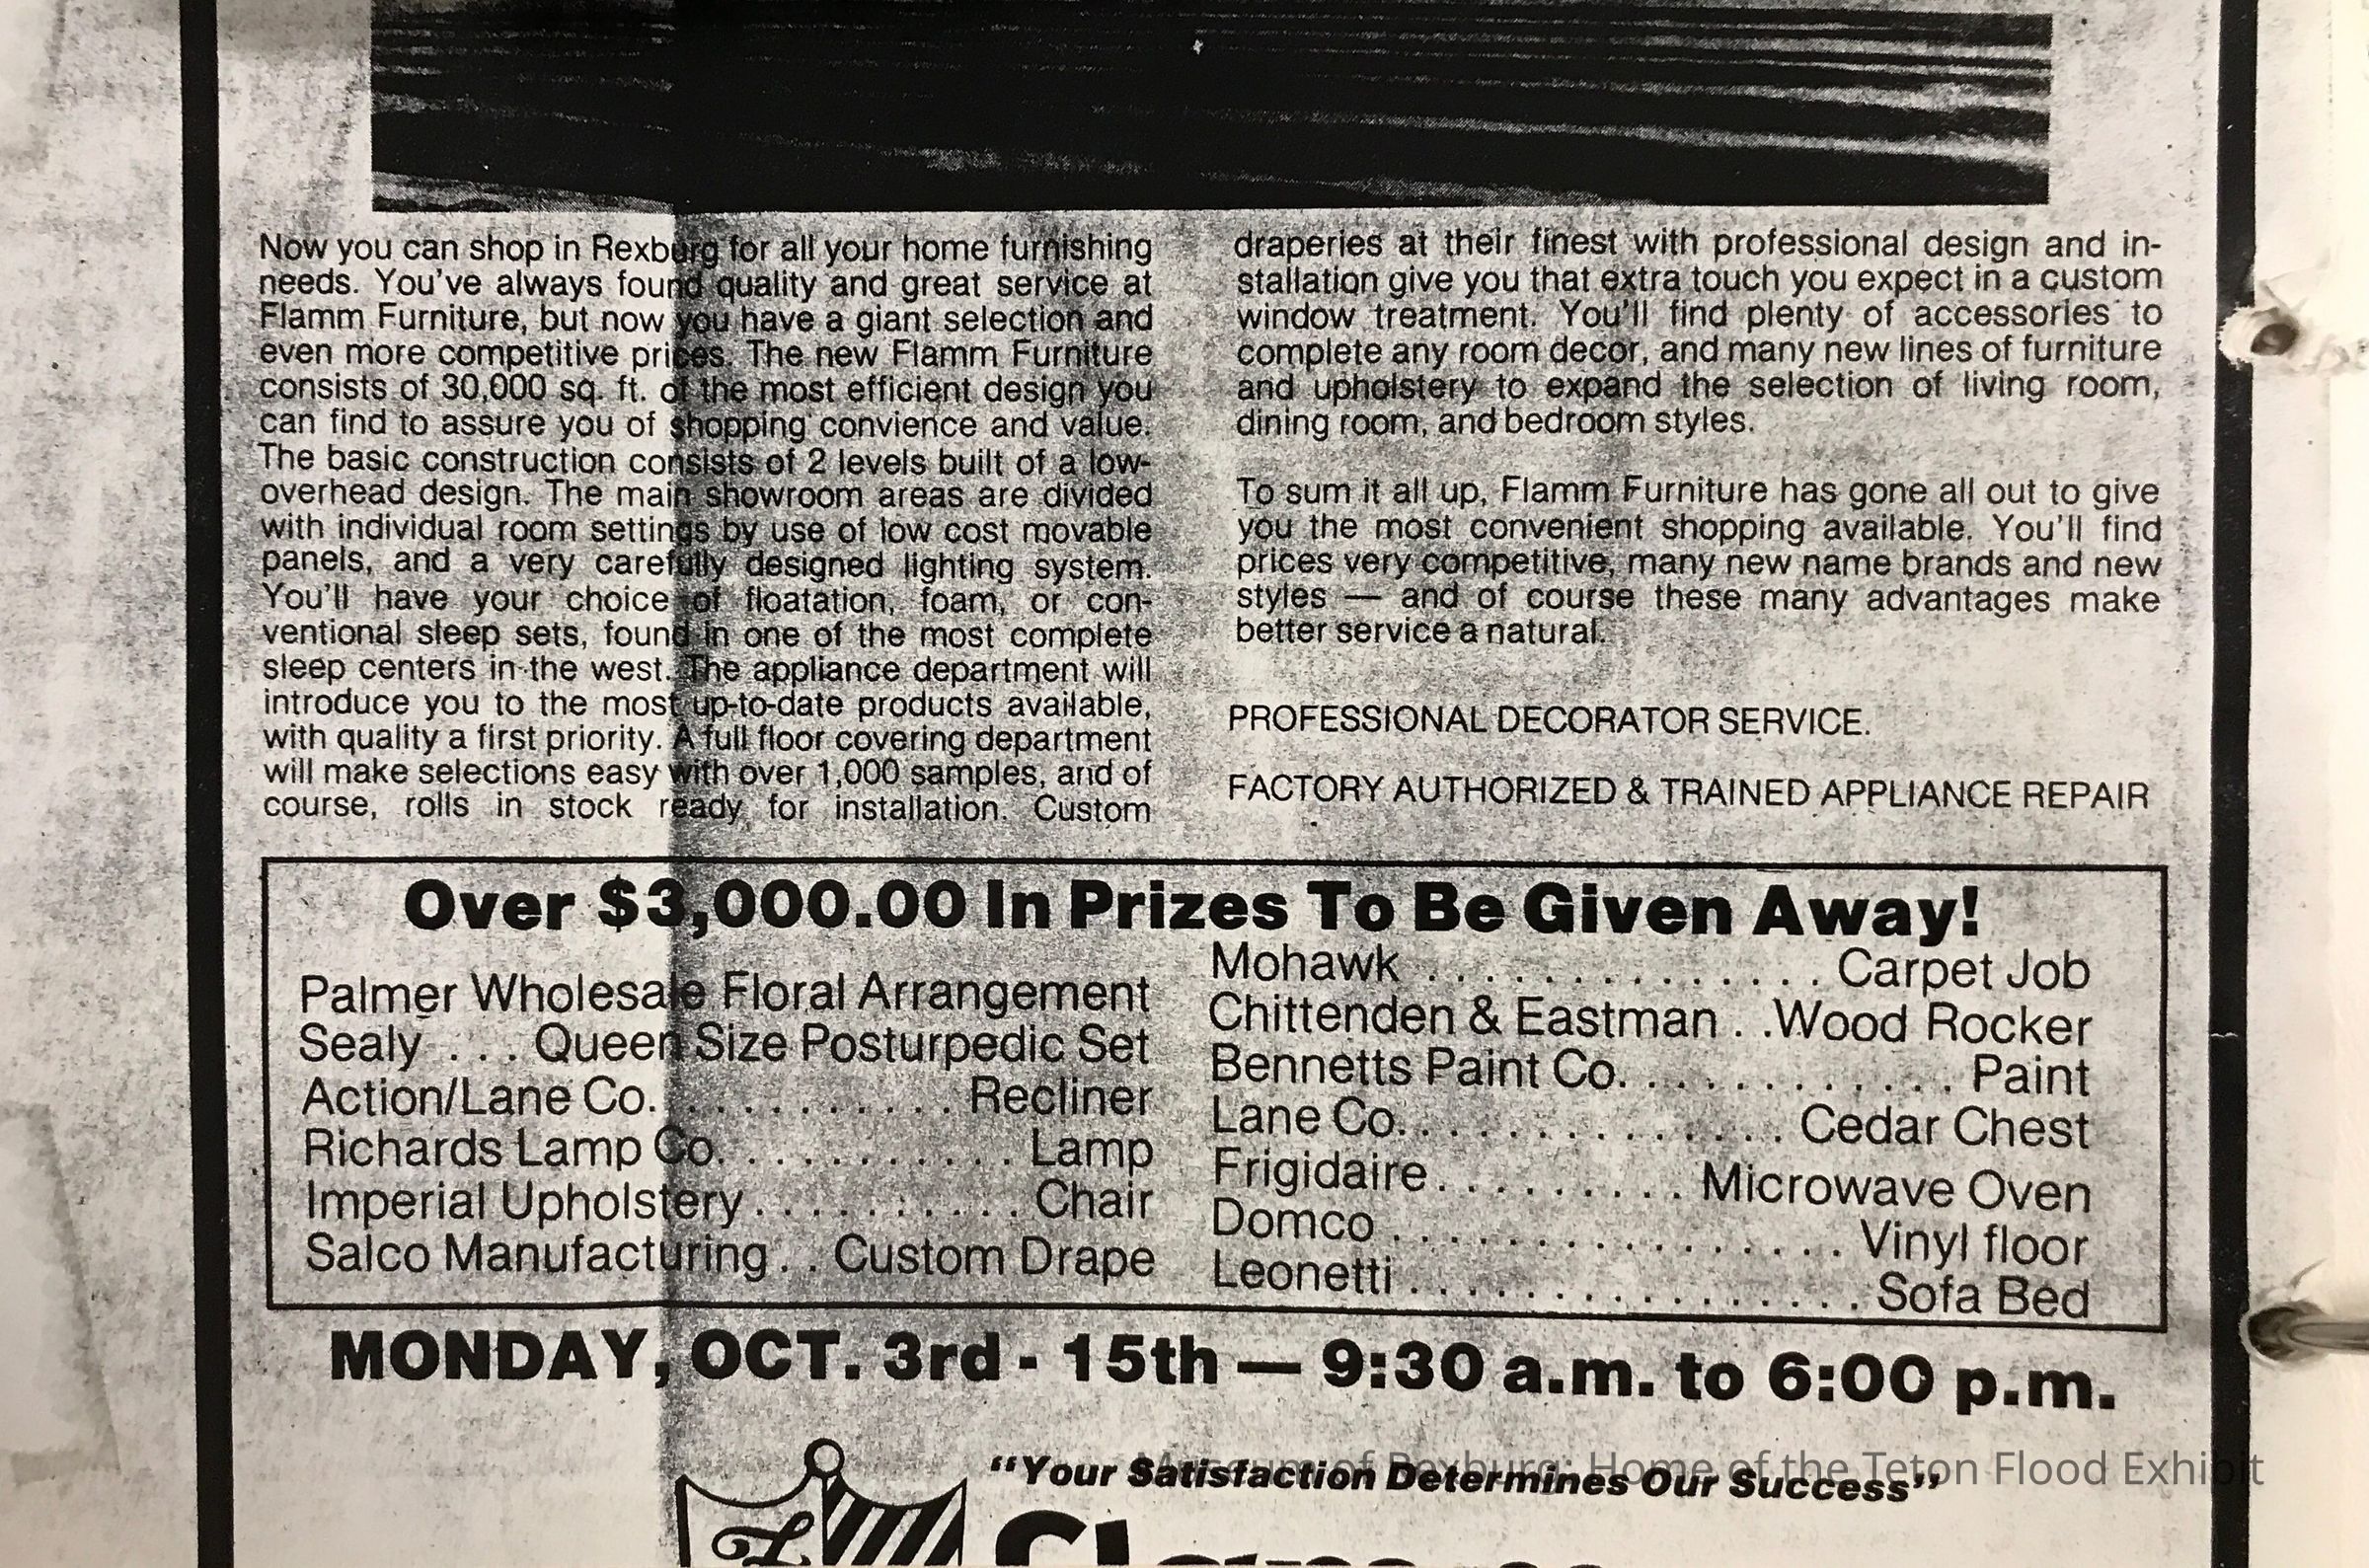 Now you can shop in Rexburg for all your home furnishing
needs. You've always found quality and great service at
Flamm Furniture, but now you have a giant selection and
even more competitive prices. The new Flamm Furniture
consists of 30,000 sq. ft. of the most efficient design you
can find to assure you of shopping convience and value.
The basic construction consists of 2 levels built of a low-
overhead design. The main showroom areas are divided
with individual room settings by use of low cost movable
panels, and a very carefully designed lighting system.
You'll have your choice of floatation, foam, or con-
ventional sleep sets, found in one of the most complete
sleep centers in the west. The appliance department will
introduce you to the most up-to-date products available,
with quality a first priority. A full floor covering department
will make selections easy with over 1,000 samples, and of
course, rolls in stock ready for installation. Custom
draperies at their finest with professional design and in-
stallation give you that extra touch you expect in a custom
window treatment. You'll find plenty of accessories to
complete any room decor, and many new lines of furniture
and upholstery to expand the selection of living room,
dining room, and bedroom styles.
To sum it all up, Flamm Furniture has gone all out to give
you the most convenient shopping available. You'll find
prices very competitive, many new name brands and new
styles — and of course these many advantages make
better service a natural.
PROFESSIONAL DECORATOR SERVICE.
FACTORY AUTHORIZED & TRAINED APPLIANCE REPAIR
Over $3,000.00 In Prizes To Be Given Away!
Palmer Wholesale Floral Arrangement
Sealy . . . Queen Size Posturpedic Set
Action/Lane Co. . . . . . . . . . . . Recliner
Richards Lamp Co. . . . . . . . . . . Lamp
Imperial Upholstery . . . . . . . . . . Chair
Salco Manufacturing . . Custom Drape
Mohawk . . . . . . . . . . . . . . . Carpet Job
Chittenden & Eastman . . Wood Rocker
Bennetts Paint Co. . . . . . . . . . . . . Paint
Lane Co. . . . . . . . . . . . . . . Cedar Chest
Frigidaire . . . . . . . . . Microwave Oven
Domco . . . . . . . . . . . . . . . . . Vinyl floor
Leonetti . . . . . . . . . . . . . . . . . Sofa Bed
MONDAY, OCT. 3rd - 15th — 9:30 a.m. to 6:00 p.m.
"Your Satisfaction Determines Our Success"
Museum of Rexburg: Home of the Teton Flood Exhibit